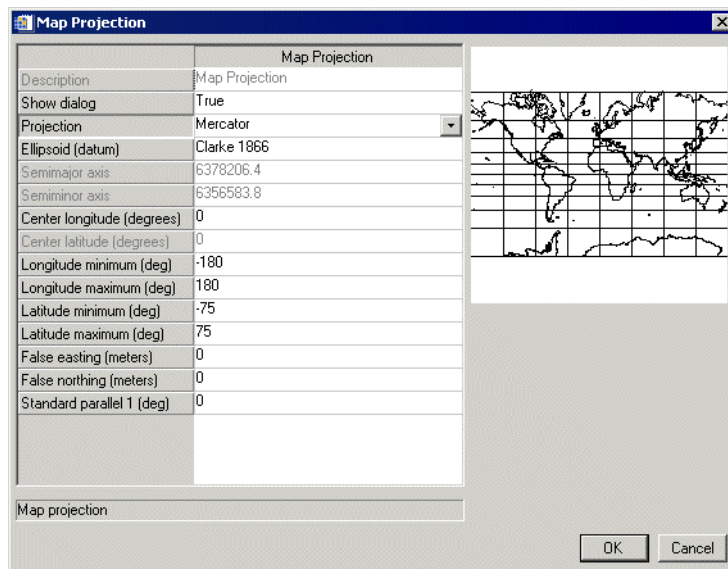 Map Projection
Map Projection
Description Map Projection
Show dialog True
Projection Mercator
Ellipsoid (datum) Clarke 1866
Semimajor axis 6378206.4
Semiminor axis 6356583.8
Center longitude (degrees) 0
Center latitude (degrees) 0
Longitude minimum (deg) -180
Longitude maximum (deg) 180
Latitude minimum (deg) -75
Latitude maximum (deg) 75
False easting (meters) 0
False northing (meters) 0
Standard parallel 1 (deg) 0
Map projection
OK Cancel